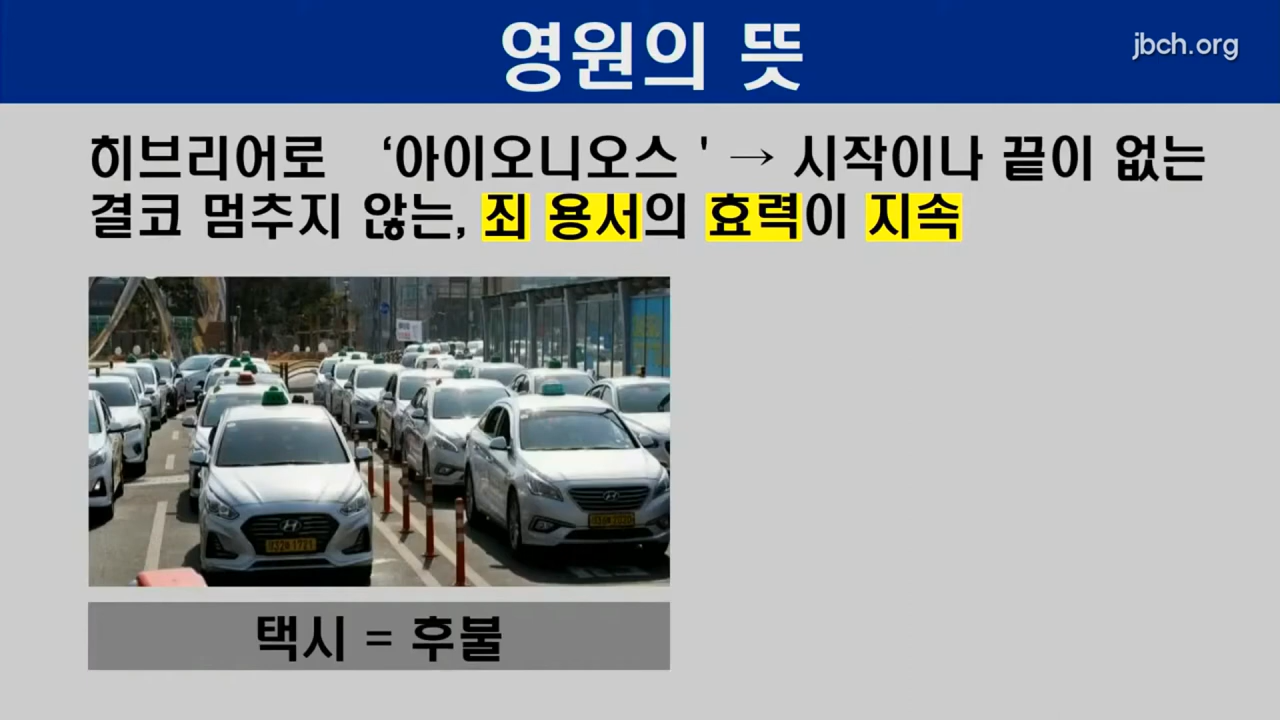 영원의 뜻
jbch.org
히브리어로 ‘아이오니오스 ' → 시작이나 끝이 없는
결코 멈추지 않는, 죄 용서의 효력이 지속
택시 = 후불